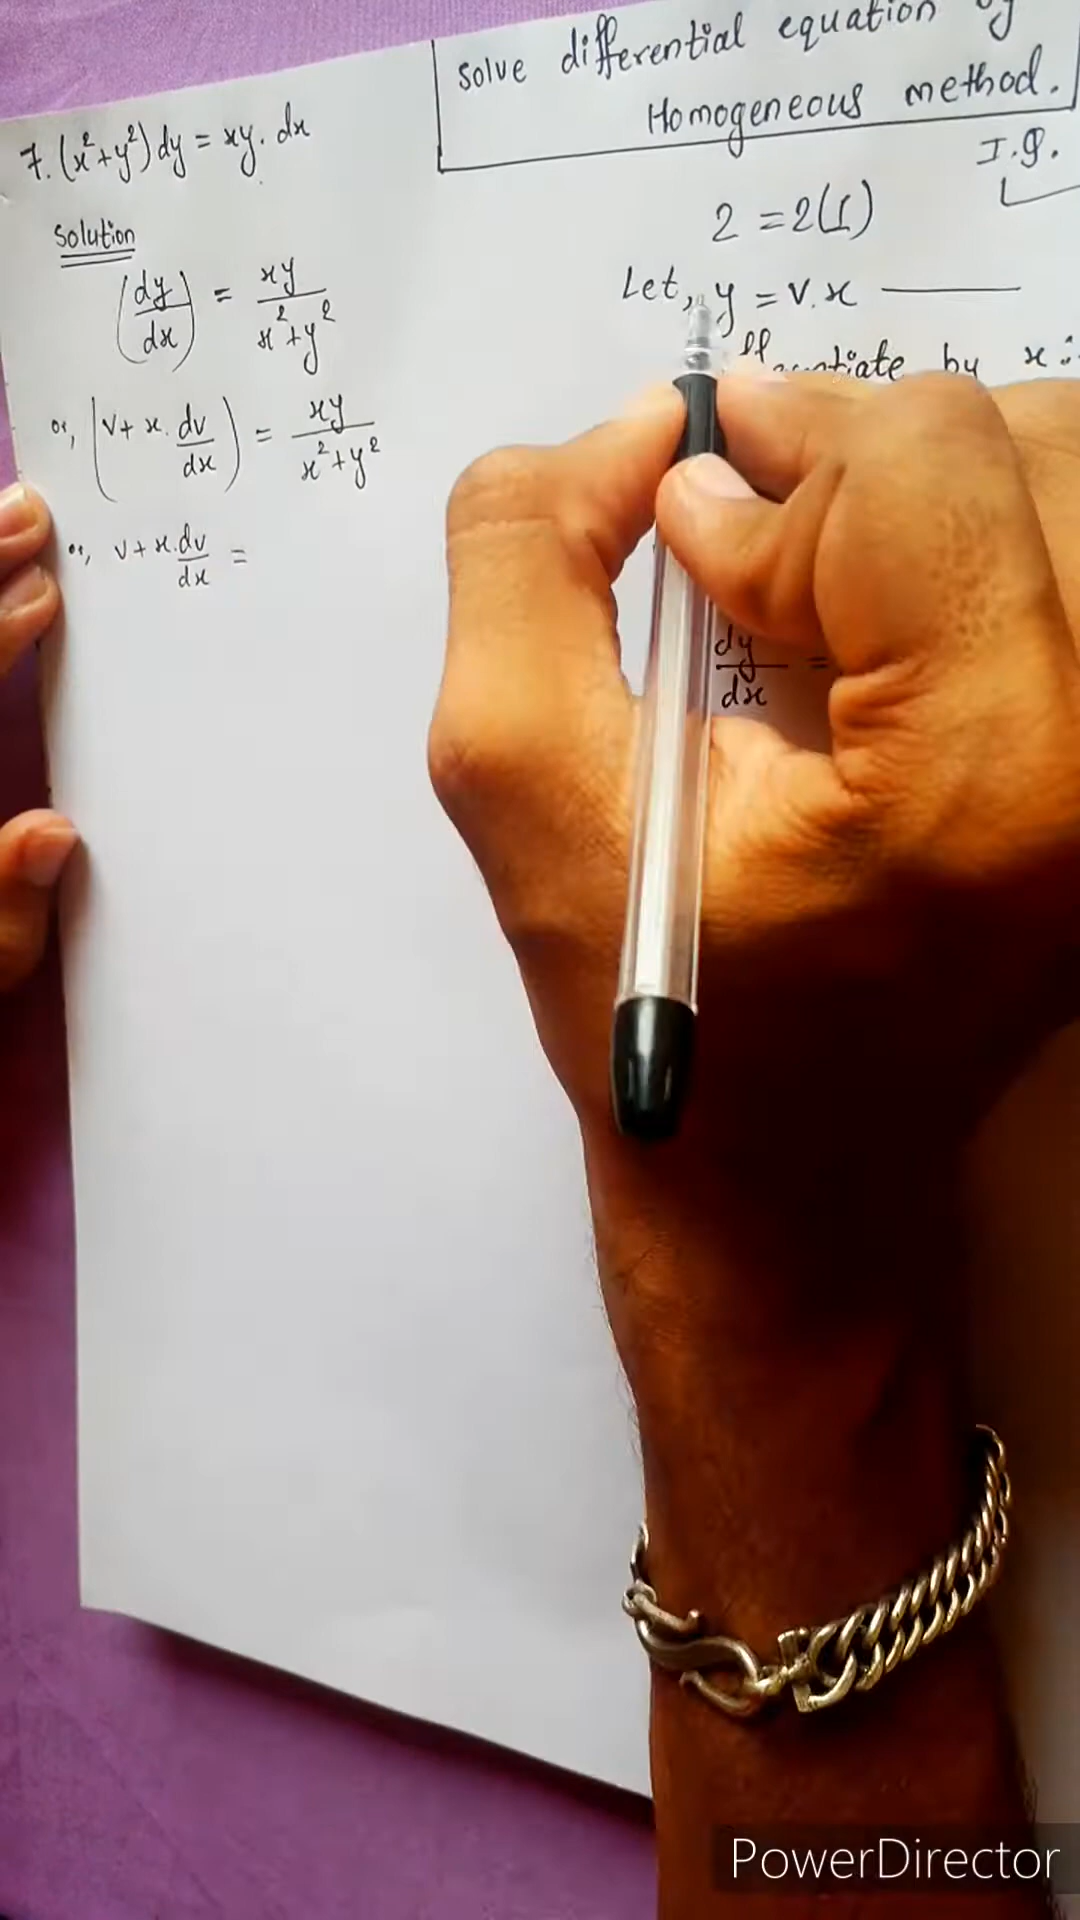 solve differential equation by
Homogeneous method.
7. (x²+y²) dy = xy. dx
I.g.
Solution
2 = 2(1)
(dy/dx) = xy/x²+y²
Let, y = v.x
by x :-
or, (v + x. dv/dx) = xy/x²+y²
or, v + x. dv/dx =
dy/dx =
PowerDirector